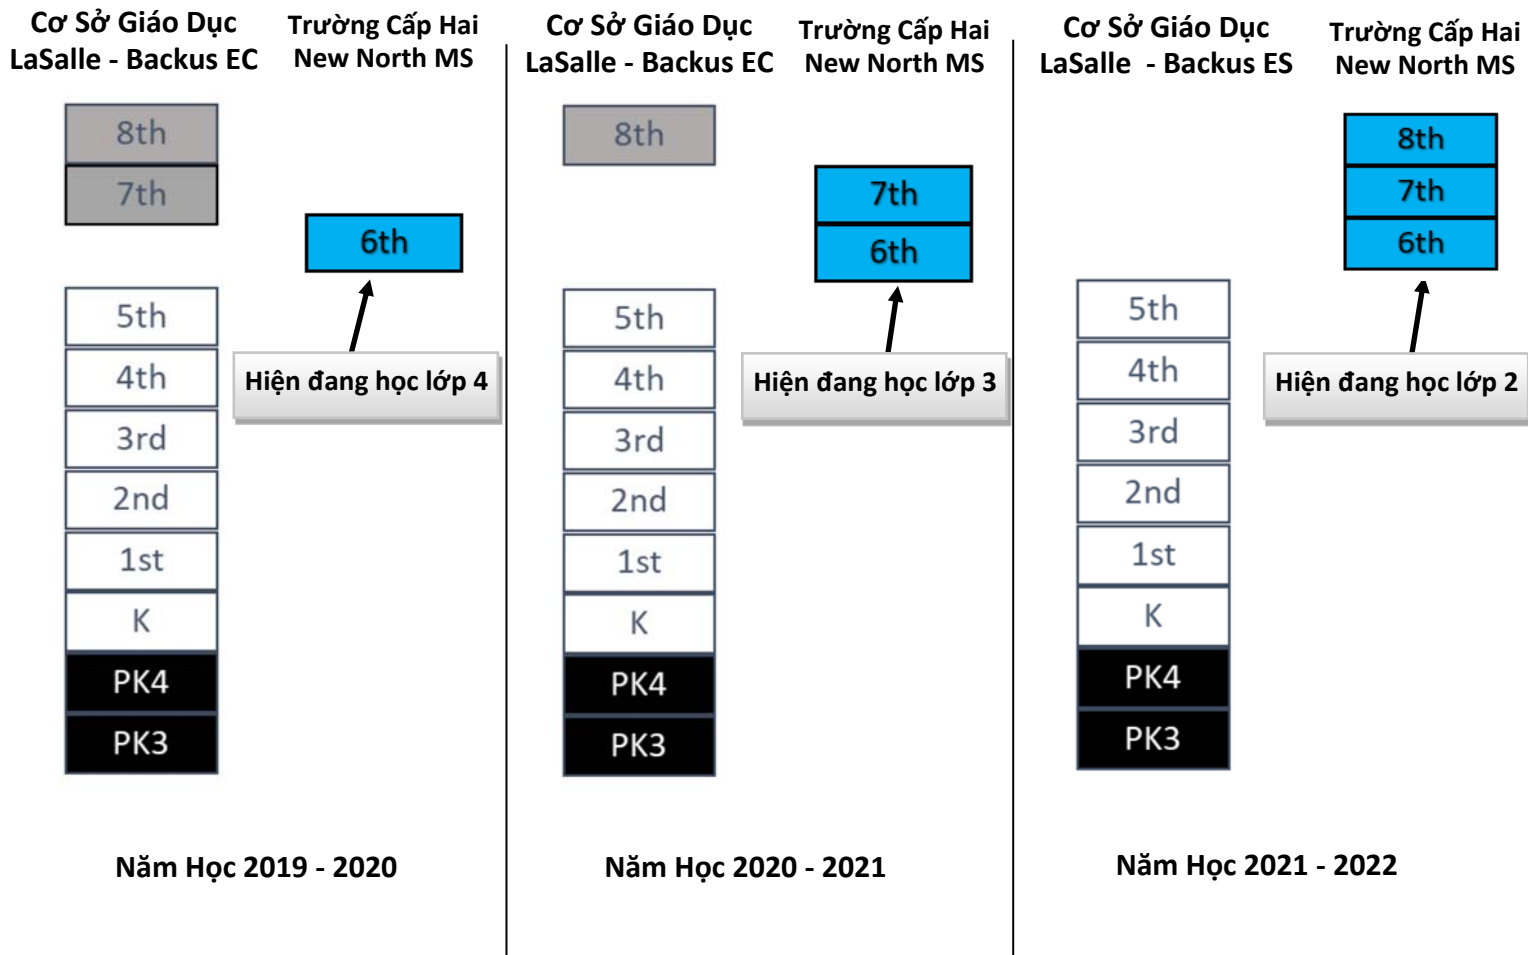 Cơ Sở Giáo Dục
LaSalle - Backus EC
Trường Cấp Hai
New North MS
8th
7th
6th
5th
4th
3rd
2nd
1st
K
PK4
PK3
Hiện đang học lớp 4
Năm Học 2019 - 2020
Cơ Sở Giáo Dục
LaSalle - Backus EC
Trường Cấp Hai
New North MS
8th
7th
6th
5th
4th
3rd
2nd
1st
K
PK4
PK3
Hiện đang học lớp 3
Năm Học 2020 - 2021
Cơ Sở Giáo Dục
LaSalle - Backus ES
Trường Cấp Hai
New North MS
8th
7th
6th
5th
4th
3rd
2nd
1st
K
PK4
PK3
Hiện đang học lớp 2
Năm Học 2021 - 2022